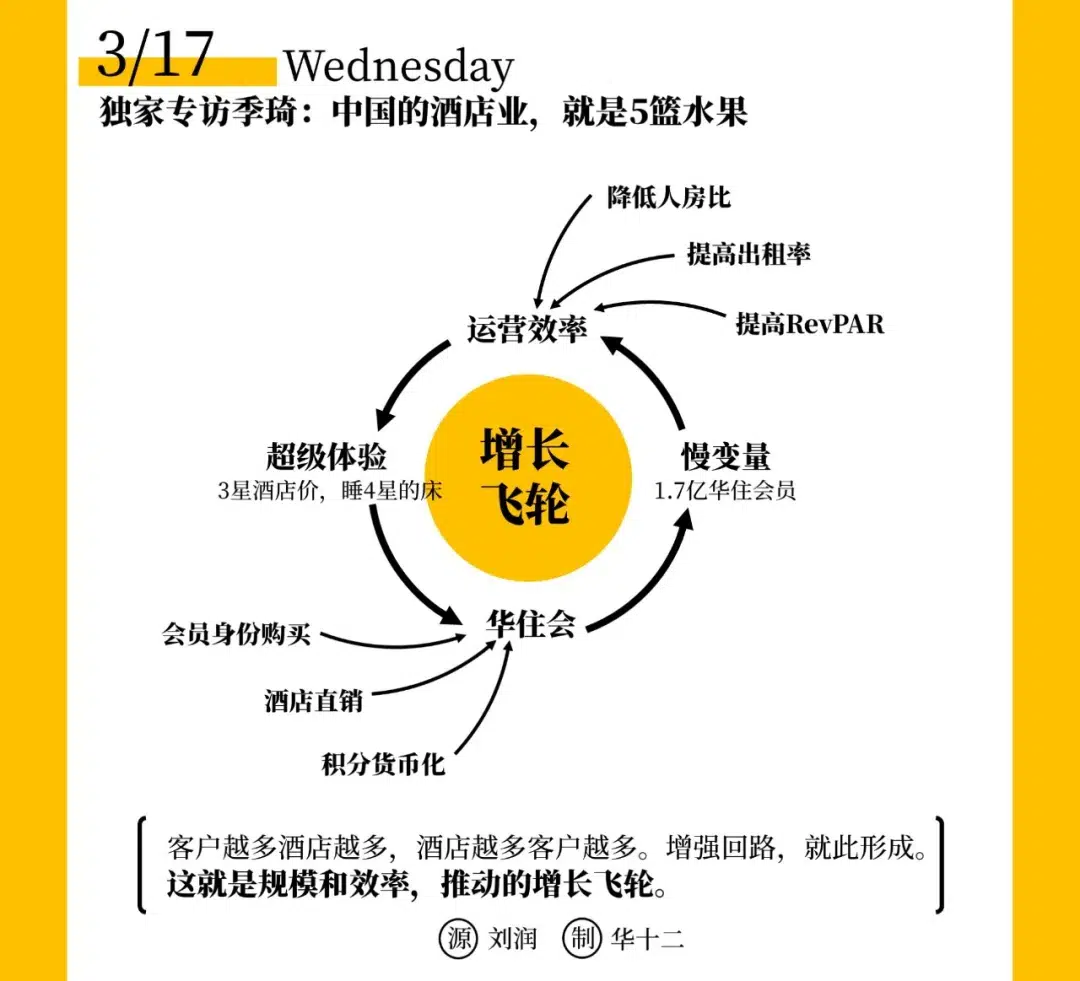 3/17 Wednesday
独家专访季琦：中国的酒店业，就是5篮水果
降低人房比
提高出租率
提高RevPAR
运营效率
超级体验
3星酒店价，睡4星的床
增长
飞轮
慢变量
1.7亿华住会员
华住会
会员身份购买
酒店直销
积分货币化
客户越多酒店越多，酒店越多客户越多。增强回路，就此形成。
这就是规模和效率，推动的增长飞轮。
源 刘润 制 华十二